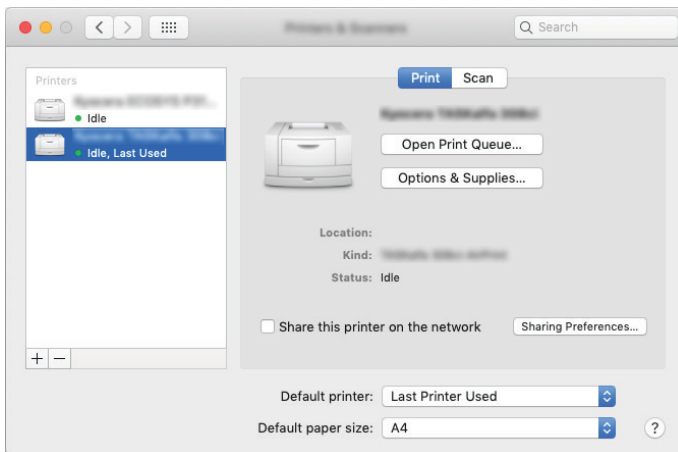 Search
Printers
Idle
Idle, Last Used
Print Scan
Open Print Queue...
Options & Supplies...
Location:
Kind:
Status: Idle
Share this printer on the network Sharing Preferences...
+ −
Default printer: Last Printer Used
Default paper size: A4 ?